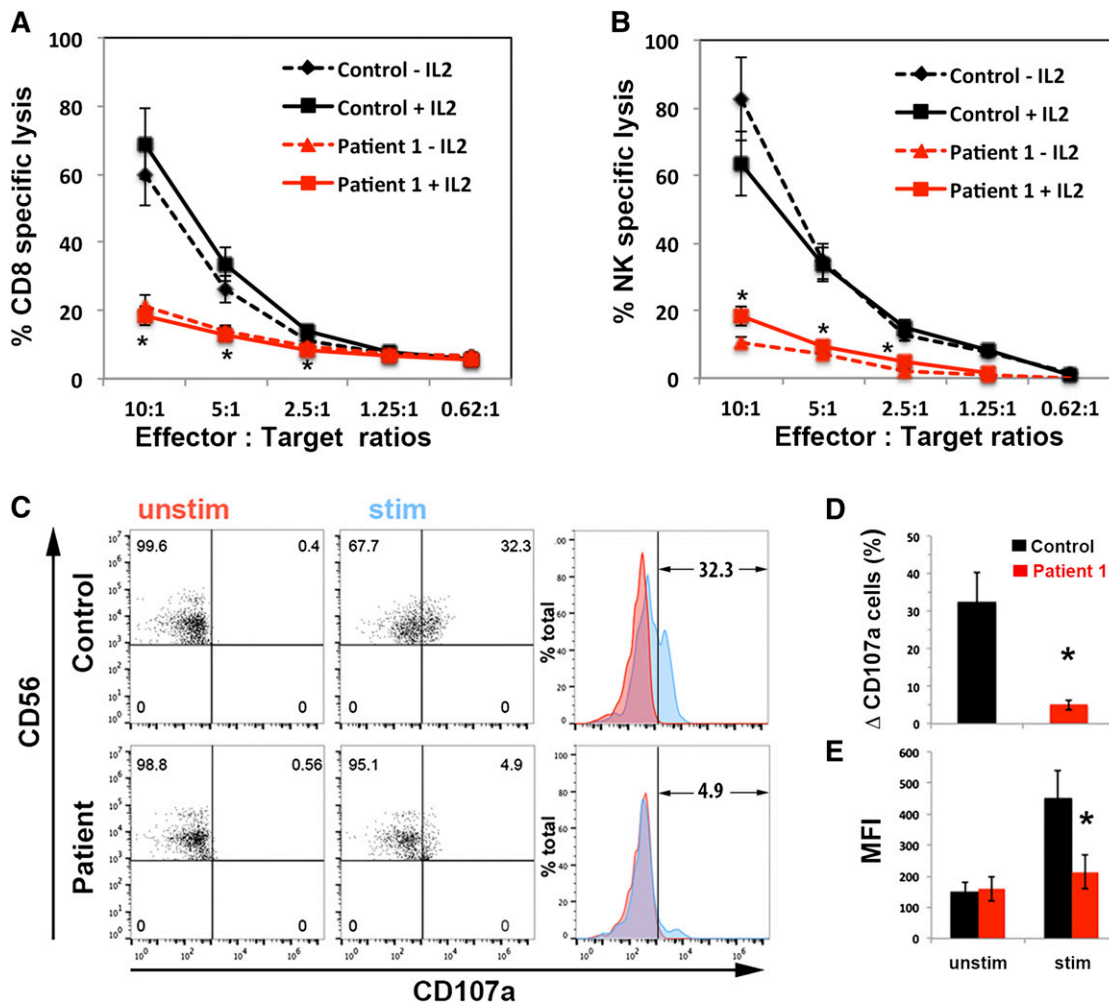 A
% CD8 specific lysis
100
80
60
40
20
0
Control - IL2
Control + IL2
Patient 1 - IL2
Patient 1 + IL2
*
*
*
10:1 5:1 2.5:1 1.25:1 0.62:1
Effector : Target ratios
B
% NK specific lysis
100
80
60
40
20
0
Control - IL2
Control + IL2
Patient 1 - IL2
Patient 1 + IL2
*
*
*
10:1 5:1 2.5:1 1.25:1 0.62:1
Effector : Target ratios
C
unstim stim
CD56
Control
99.6 0.4
0 0
67.7 32.3
0 0
% total
32.3
Patient
98.8 0.56
0 0
95.1 4.9
0 0
% total
4.9
CD107a
D
Δ CD107a cells (%)
50
40
30
20
10
5
0
Control
Patient 1
*
E
MFI
600
500
400
300
200
100
0
*
unstim stim